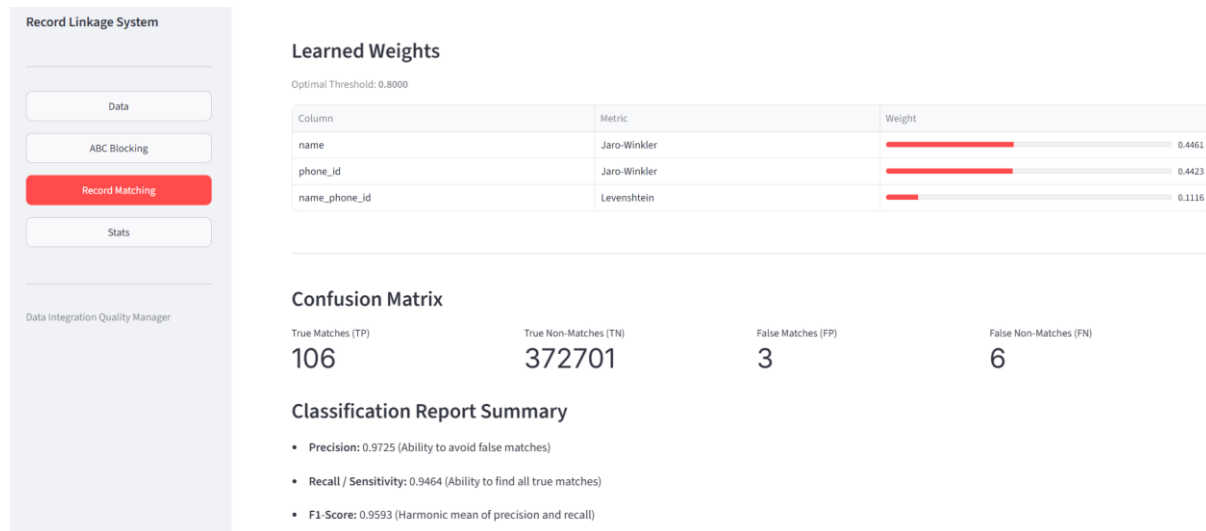 Record Linkage System
Data
ABC Blocking
Record Matching
Stats
Data Integration Quality Manager
Learned Weights
Optimal Threshold: 0.8000
Column Metric Weight
name Jaro-Winkler 0.4461
phone_id Jaro-Winkler 0.4423
name_phone_id Levenshtein 0.1116
Confusion Matrix
True Matches (TP) True Non-Matches (TN) False Matches (FP) False Non-Matches (FN)
106 372701 3 6
Classification Report Summary
• Precision: 0.9725 (Ability to avoid false matches)
• Recall / Sensitivity: 0.9464 (Ability to find all true matches)
• F1-Score: 0.9593 (Harmonic mean of precision and recall)